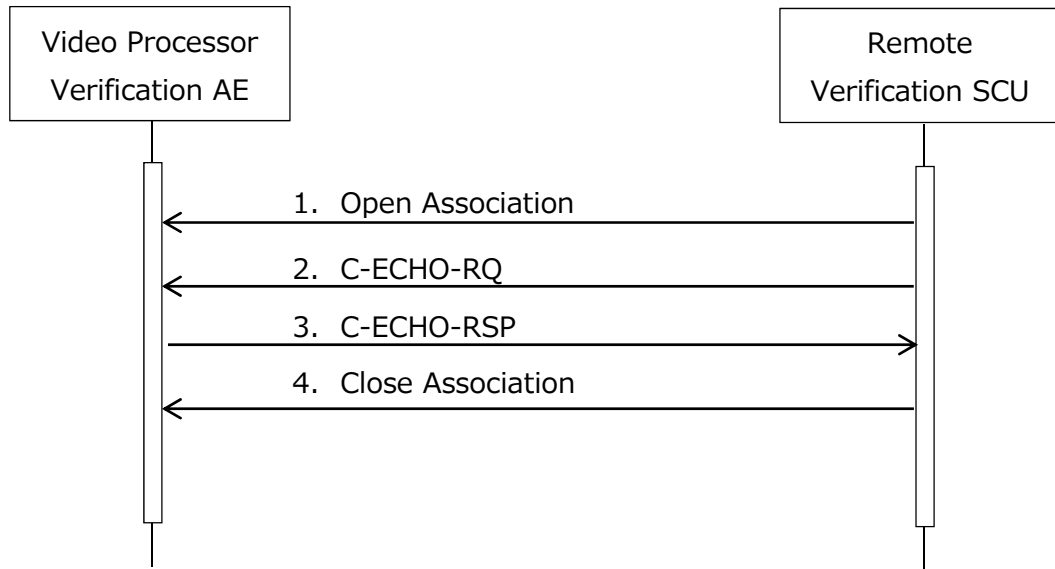 Video Processor
Verification AE
Remote
Verification SCU
1. Open Association
2. C-ECHO-RQ
3. C-ECHO-RSP
4. Close Association